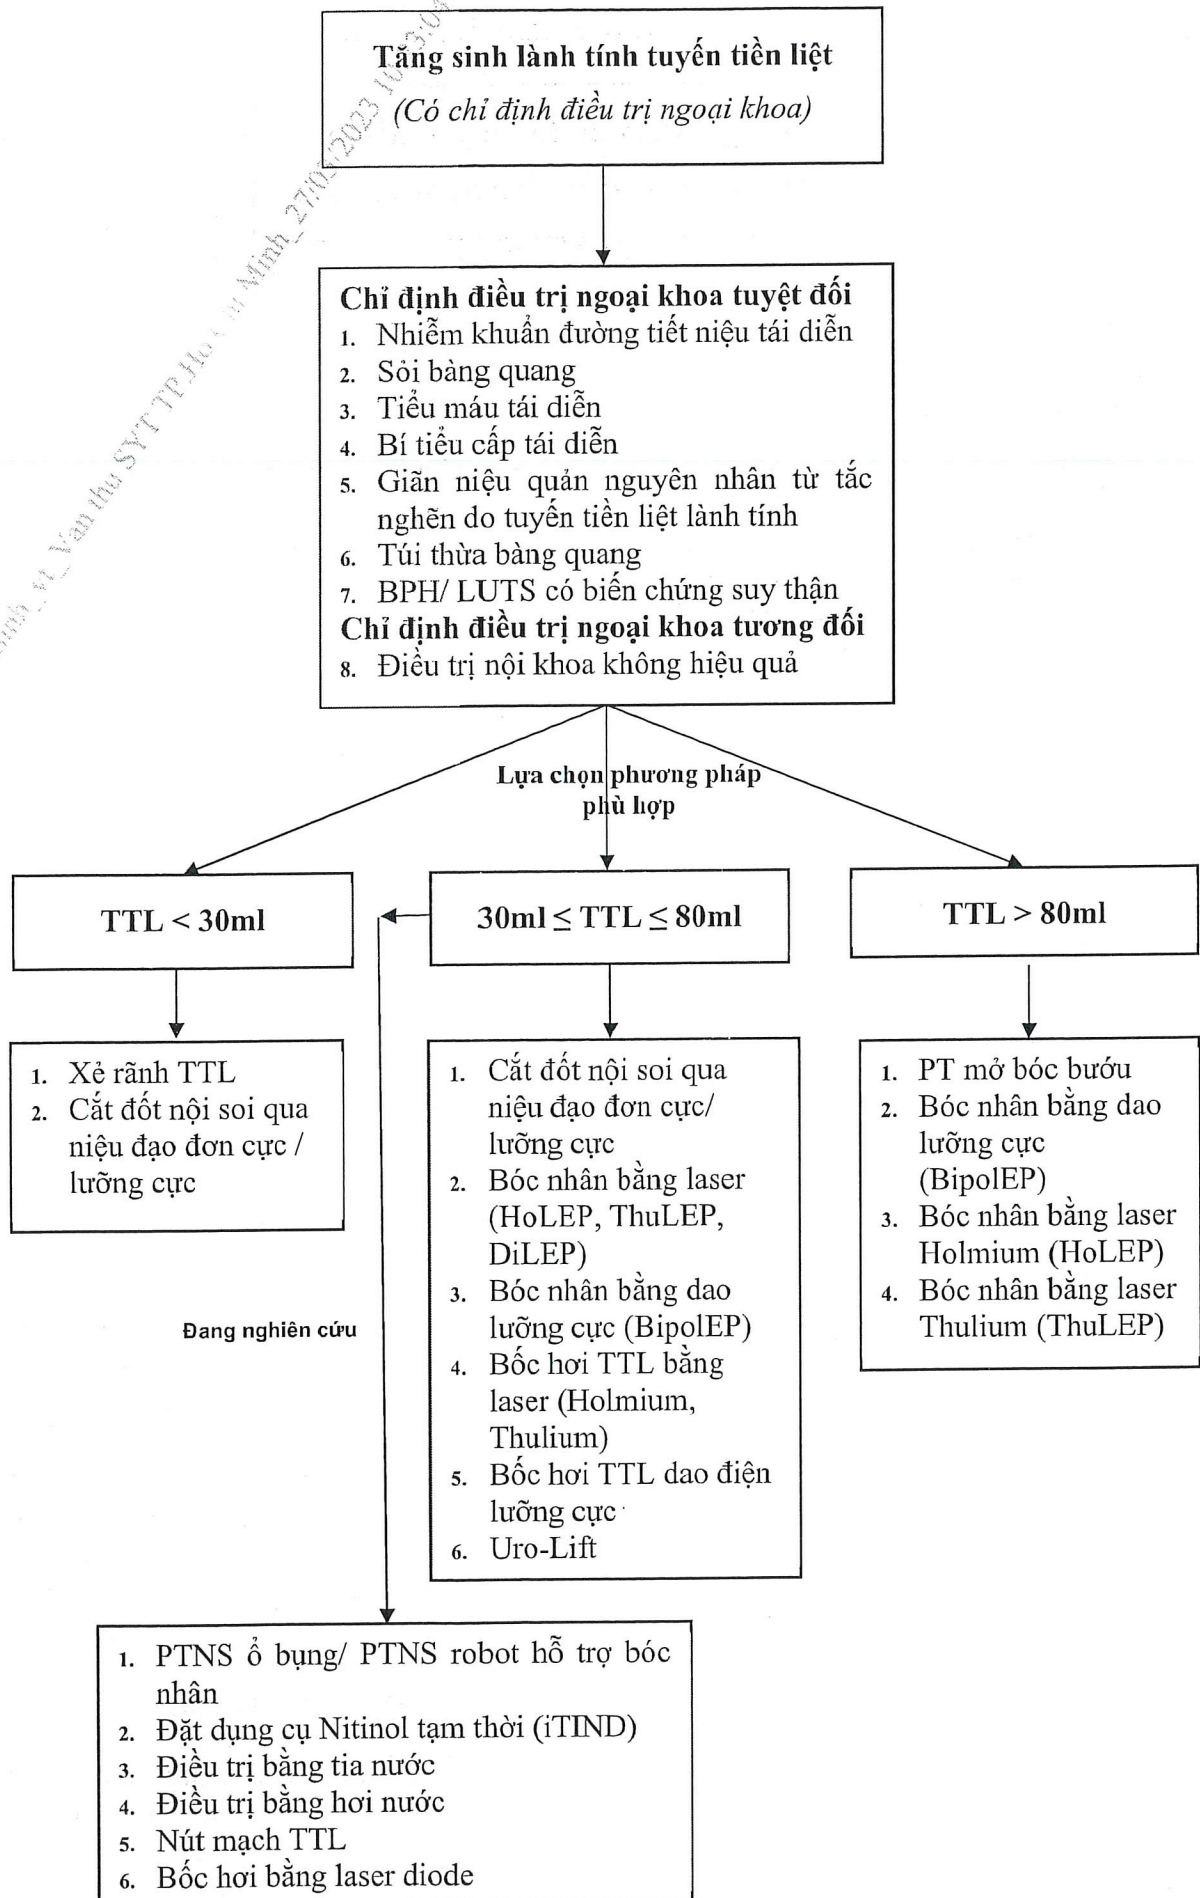 Tăng sinh lành tính tuyến tiền liệt
(Có chỉ định điều trị ngoại khoa)
Chỉ định điều trị ngoại khoa tuyệt đối
1. Nhiễm khuẩn đường tiết niệu tái diễn
2. Sỏi bàng quang
3. Tiểu máu tái diễn
4. Bí tiểu cấp tái diễn
5. Giãn niệu quản nguyên nhân từ tắc
nghẽn do tuyến tiền liệt lành tính
6. Túi thừa bàng quang
7. BPH/ LUTS có biến chứng suy thận
Chỉ định điều trị ngoại khoa tương đối
8. Điều trị nội khoa không hiệu quả
Lựa chọn phương pháp
phù hợp
TTL < 30ml
30ml ≤ TTL ≤ 80ml
TTL > 80ml
1. Xẻ rãnh TTL
2. Cắt đốt nội soi qua
niệu đạo đơn cực /
lưỡng cực
1. Cắt đốt nội soi qua
niệu đạo đơn cực/
lưỡng cực
2. Bóc nhân bằng laser
(HoLEP, ThuLEP,
DiLEP)
3. Bóc nhân bằng dao
lưỡng cực (BipolEP)
4. Bốc hơi TTL bằng
laser (Holmium,
Thulium)
5. Bốc hơi TTL dao điện
lưỡng cực
6. Uro-Lift
1. PT mở bóc bướu
2. Bóc nhân bằng dao
lưỡng cực
(BipolEP)
3. Bóc nhân bằng laser
Holmium (HoLEP)
4. Bóc nhân bằng laser
Thulium (ThuLEP)
Đang nghiên cứu
1. PTNS ổ bụng/ PTNS robot hỗ trợ bóc
nhân
2. Đặt dụng cụ Nitinol tạm thời (iTIND)
3. Điều trị bằng tia nước
4. Điều trị bằng hơi nước
5. Nút mạch TTL
6. Bốc hơi bằng laser diode
vt_Van thu SYT TP.Ho Chi Minh_27/03/2023